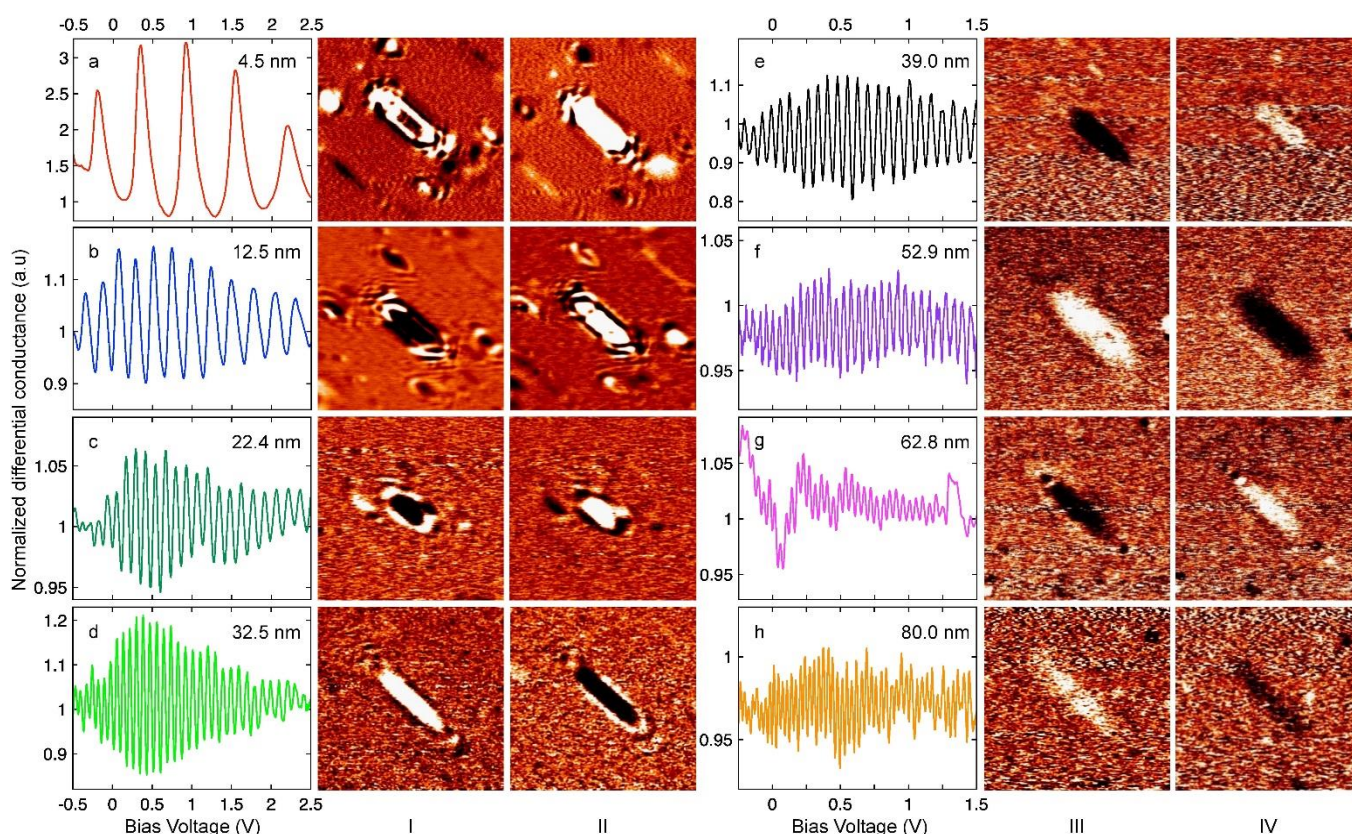 -0.5 0 0.5 1 1.5 2 2.5
0 0.5 1 1.5
Normalized differential conductance (a.u)
a 4.5 nm
3
2.5
2
1.5
1
b 12.5 nm
1.1
1
0.9
c 22.4 nm
1.05
1
0.95
d 32.5 nm
1.2
1.1
1
0.9
-0.5 0 0.5 1 1.5 2 2.5
Bias Voltage (V)
I
II
e 39.0 nm
1.1
1
0.9
0.8
f 52.9 nm
1.05
1
0.95
g 62.8 nm
1.05
1
0.95
h 80.0 nm
1
0.95
0 0.5 1 1.5
Bias Voltage (V)
III
IV